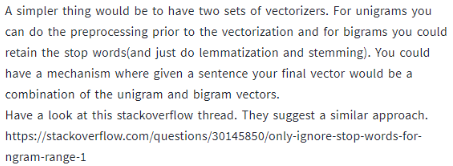 A simpler thing would be to have two sets of vectorizers. For unigrams you
can do the preprocessing prior to the vectorization and for bigrams you could
retain the stop words(and just do lemmatization and stemming). You could
have a mechanism where given a sentence your final vector would be a
combination of the unigram and bigram vectors.
Have a look at this stackoverflow thread. They suggest a similar approach.
https://stackoverflow.com/questions/30145850/only-ignore-stop-words-for-
ngram-range-1